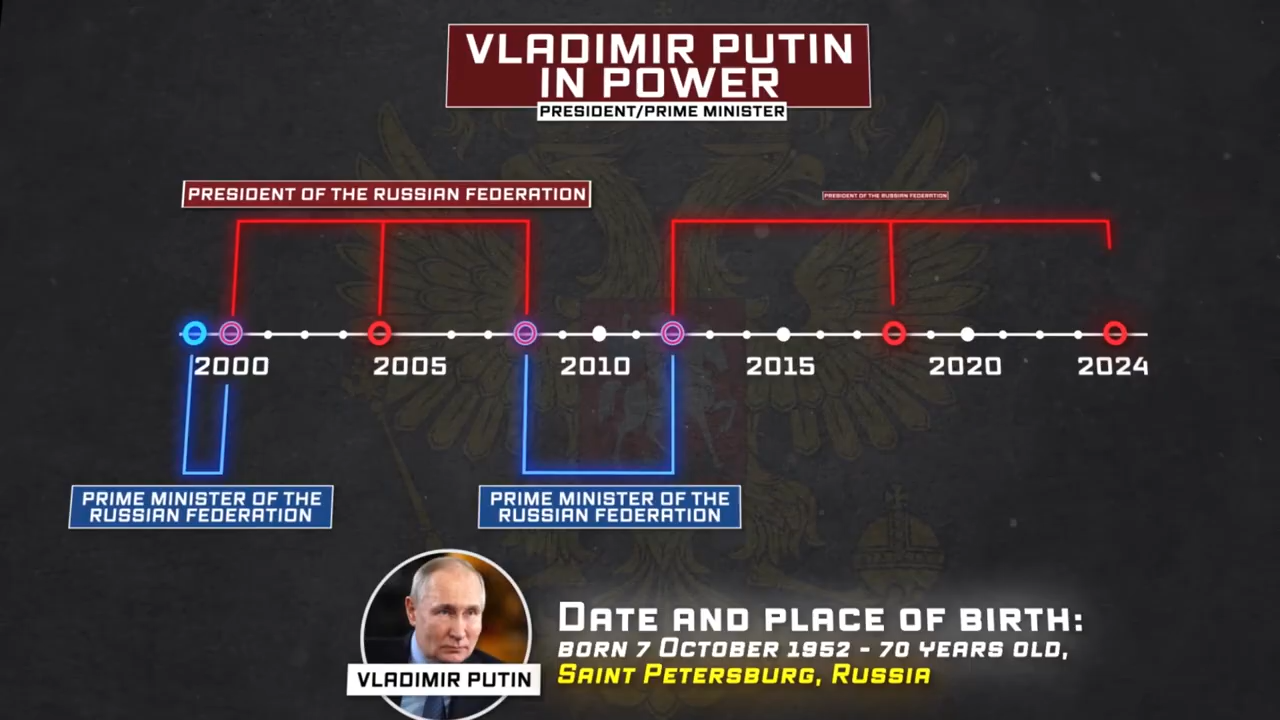 VLADIMIR PUTIN
IN POWER
PRESIDENT/PRIME MINISTER
PRESIDENT OF THE RUSSIAN FEDERATION
PRESIDENT OF THE RUSSIAN FEDERATION
2000
2005
2010
2015
2020
2024
PRIME MINISTER OF THE
RUSSIAN FEDERATION
PRIME MINISTER OF THE
RUSSIAN FEDERATION
DATE AND PLACE OF BIRTH:
BORN 7 OCTOBER 1952 - 70 YEARS OLD,
SAINT PETERSBURG, RUSSIA
VLADIMIR PUTIN